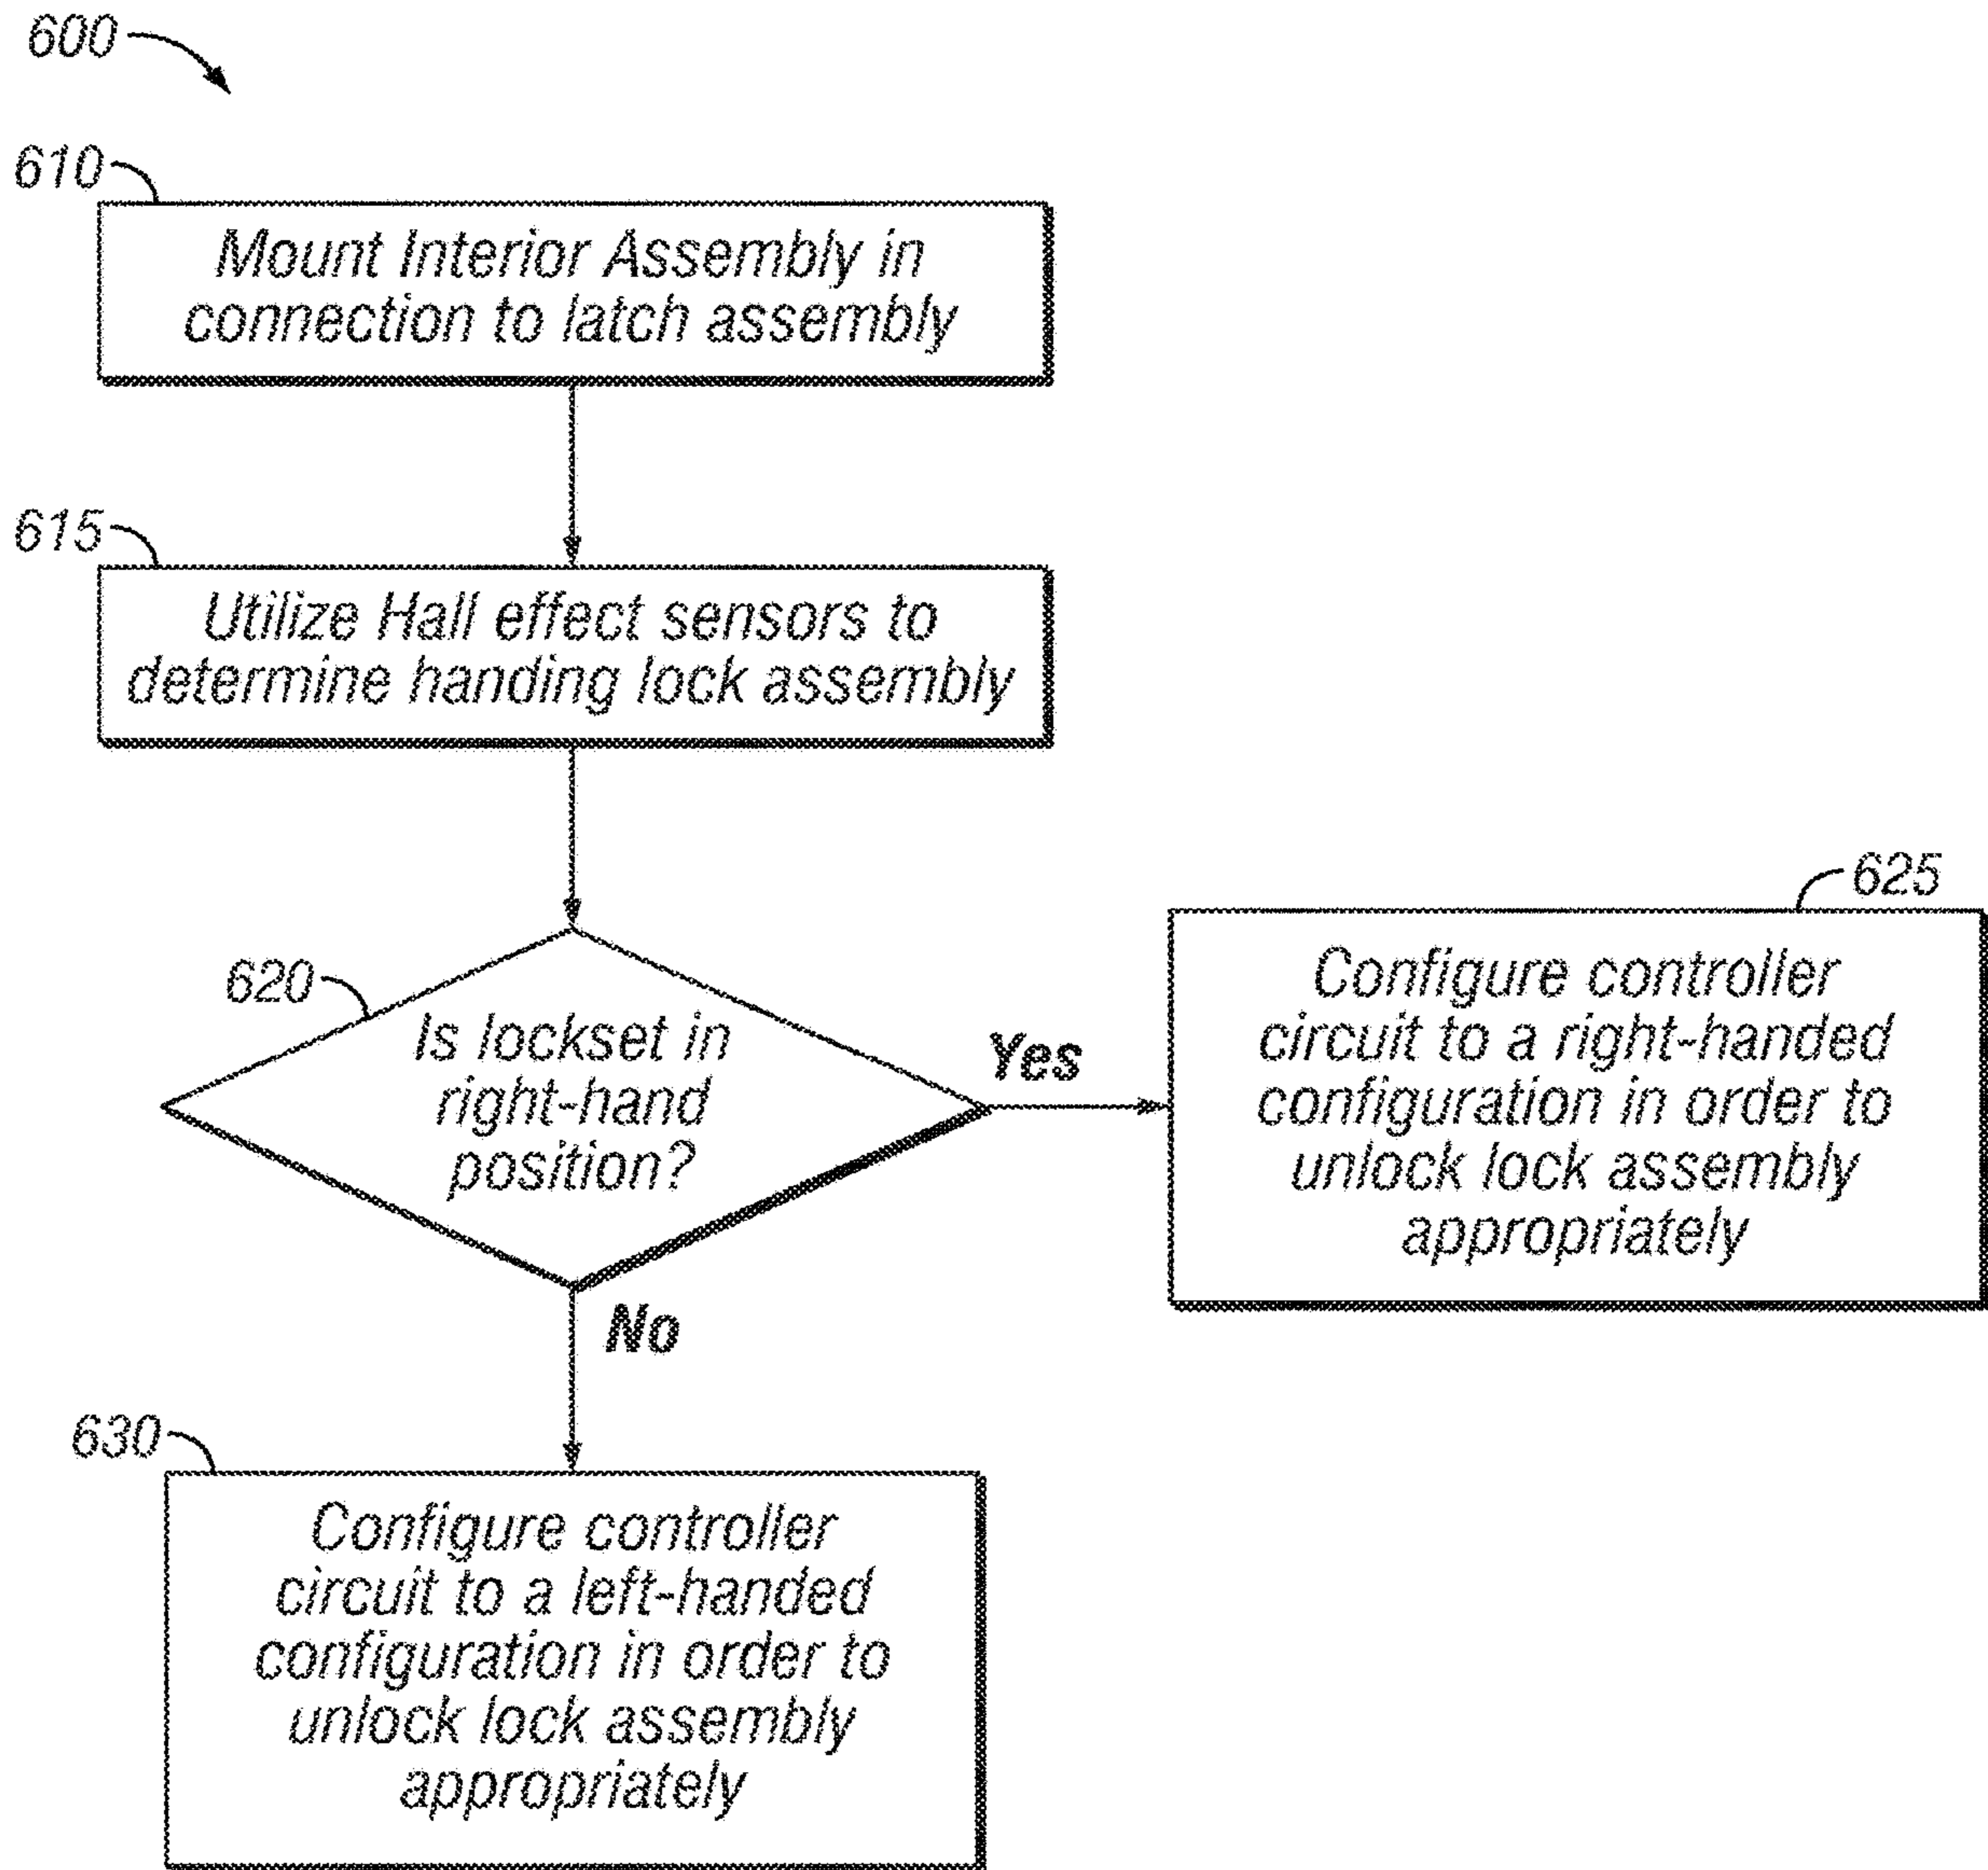 600
610
Mount Interior Assembly in
connection to latch assembly
615
Utilize Hall effect sensors to
determine handing lock assembly
620
Is lockset in
right-hand
position?
Yes
625
Configure controller
circuit to a right-handed
configuration in order to
unlock lock assembly
appropriately
No
630
Configure controller
circuit to a left-handed
configuration in order to
unlock lock assembly
appropriately